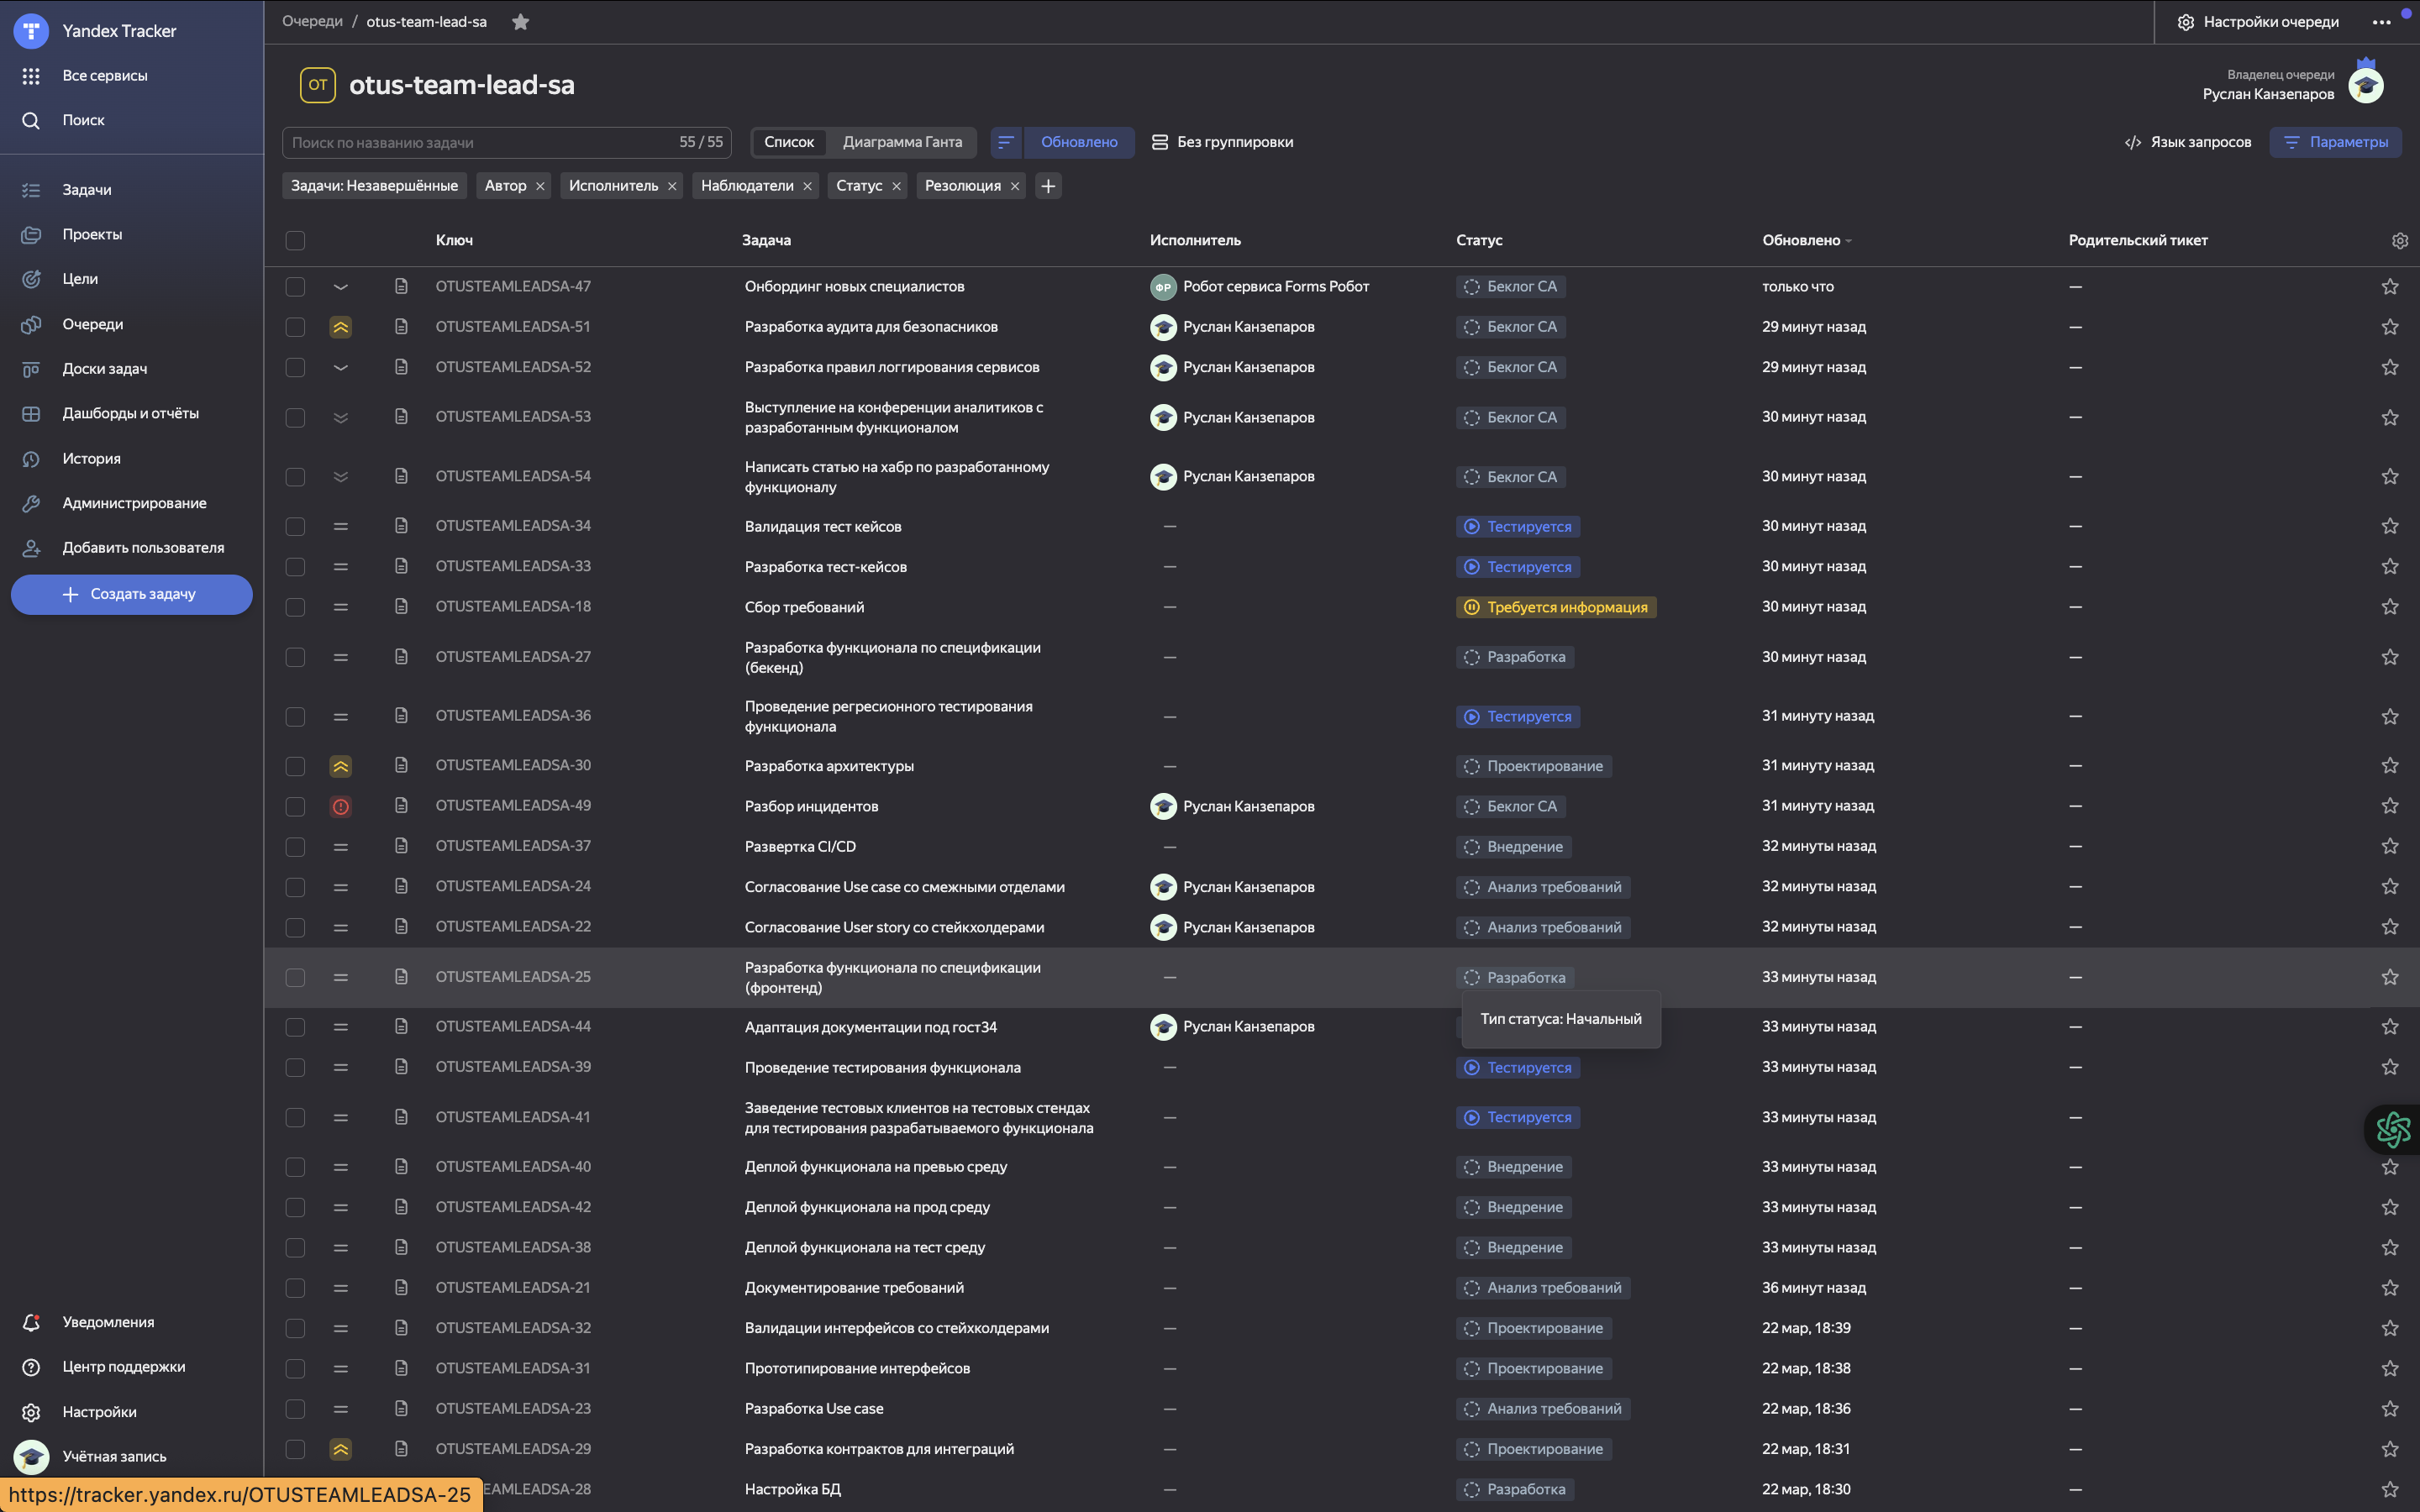 Yandex Tracker
Все сервисы
Поиск
Задачи
Проекты
Цели
Очереди
Доски задач
Дашборды и отчёты
История
Администрирование
Добавить пользователя
Создать задачу
Уведомления
Центр поддержки
Настройки
Учётная запись
https://tracker.yandex.ru/OTUSTEAMLEADSA-25
Очереди / otus-team-lead-sa
Настройки очереди
ОТ otus-team-lead-sa
Владелец очереди
Руслан Канзепаров
Поиск по названию задачи 55 / 55 Список Диаграмма Ганта Обновлено Без группировки Язык запросов Параметры
Задачи: Незавершённые Автор Исполнитель Наблюдатели Статус Резолюция
Ключ Задача Исполнитель Статус Обновлено Родительский тикет
OTUSTEAMLEADSA-47 Онбординг новых специалистов ФР Робот сервиса Forms Робот Беклог СА только что —
OTUSTEAMLEADSA-51 Разработка аудита для безопасников Руслан Канзепаров Беклог СА 29 минут назад —
OTUSTEAMLEADSA-52 Разработка правил логгирования сервисов Руслан Канзепаров Беклог СА 29 минут назад —
OTUSTEAMLEADSA-53 Выступление на конференции аналитиков с
разработанным функционалом Руслан Канзепаров Беклог СА 30 минут назад —
OTUSTEAMLEADSA-54 Написать статью на хабр по разработанному
функционалу Руслан Канзепаров Беклог СА 30 минут назад —
OTUSTEAMLEADSA-34 Валидация тест кейсов — Тестируется 30 минут назад —
OTUSTEAMLEADSA-33 Разработка тест-кейсов — Тестируется 30 минут назад —
OTUSTEAMLEADSA-18 Сбор требований — Требуется информация 30 минут назад —
OTUSTEAMLEADSA-27 Разработка функционала по спецификации
(бекенд) — Разработка 30 минут назад —
OTUSTEAMLEADSA-36 Проведение регресионного тестирования
функционала — Тестируется 31 минуту назад —
OTUSTEAMLEADSA-30 Разработка архитектуры — Проектирование 31 минуту назад —
OTUSTEAMLEADSA-49 Разбор инцидентов Руслан Канзепаров Беклог СА 31 минуту назад —
OTUSTEAMLEADSA-37 Развертка CI/CD — Внедрение 32 минуты назад —
OTUSTEAMLEADSA-24 Согласование Use case со смежными отделами Руслан Канзепаров Анализ требований 32 минуты назад —
OTUSTEAMLEADSA-22 Согласование User story со стейкхолдерами Руслан Канзепаров Анализ требований 32 минуты назад —
OTUSTEAMLEADSA-25 Разработка функционала по спецификации
(фронтенд) — Разработка 33 минуты назад —
Тип статуса: Начальный
OTUSTEAMLEADSA-44 Адаптация документации под гост34 Руслан Канзепаров 33 минуты назад —
OTUSTEAMLEADSA-39 Проведение тестирования функционала — Тестируется 33 минуты назад —
OTUSTEAMLEADSA-41 Заведение тестовых клиентов на тестовых стендах
для тестирования разрабатываемого функционала — Тестируется 33 минуты назад —
OTUSTEAMLEADSA-40 Деплой функционала на превью среду — Внедрение 33 минуты назад —
OTUSTEAMLEADSA-42 Деплой функционала на прод среду — Внедрение 33 минуты назад —
OTUSTEAMLEADSA-38 Деплой функционала на тест среду — Внедрение 33 минуты назад —
OTUSTEAMLEADSA-21 Документирование требований — Анализ требований 36 минут назад —
OTUSTEAMLEADSA-32 Валидации интерфейсов со стейхколдерами — Проектирование 22 мар, 18:39 —
OTUSTEAMLEADSA-31 Прототипирование интерфейсов — Проектирование 22 мар, 18:38 —
OTUSTEAMLEADSA-23 Разработка Use case — Анализ требований 22 мар, 18:36 —
OTUSTEAMLEADSA-29 Разработка контрактов для интеграций — Проектирование 22 мар, 18:31 —
EAMLEADSA-28 Настройка БД — Разработка 22 мар, 18:30 —